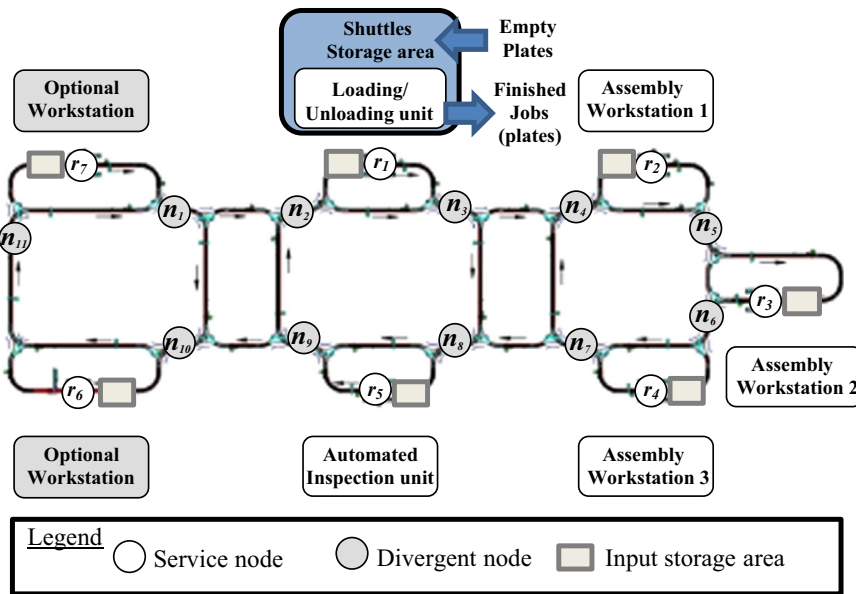 Shuttles
Storage area
Empty
Plates
Loading/
Unloading unit
Finished
Jobs
(plates)
Optional
Workstation
Assembly
Workstation 1
r7
r1
r2
n1
n2
n3
n4
n5
n11
r3
n6
n10
n9
n8
n7
r6
r5
r4
Assembly
Workstation 2
Optional
Workstation
Automated
Inspection unit
Assembly
Workstation 3
Legend
Service node
Divergent node
Input storage area